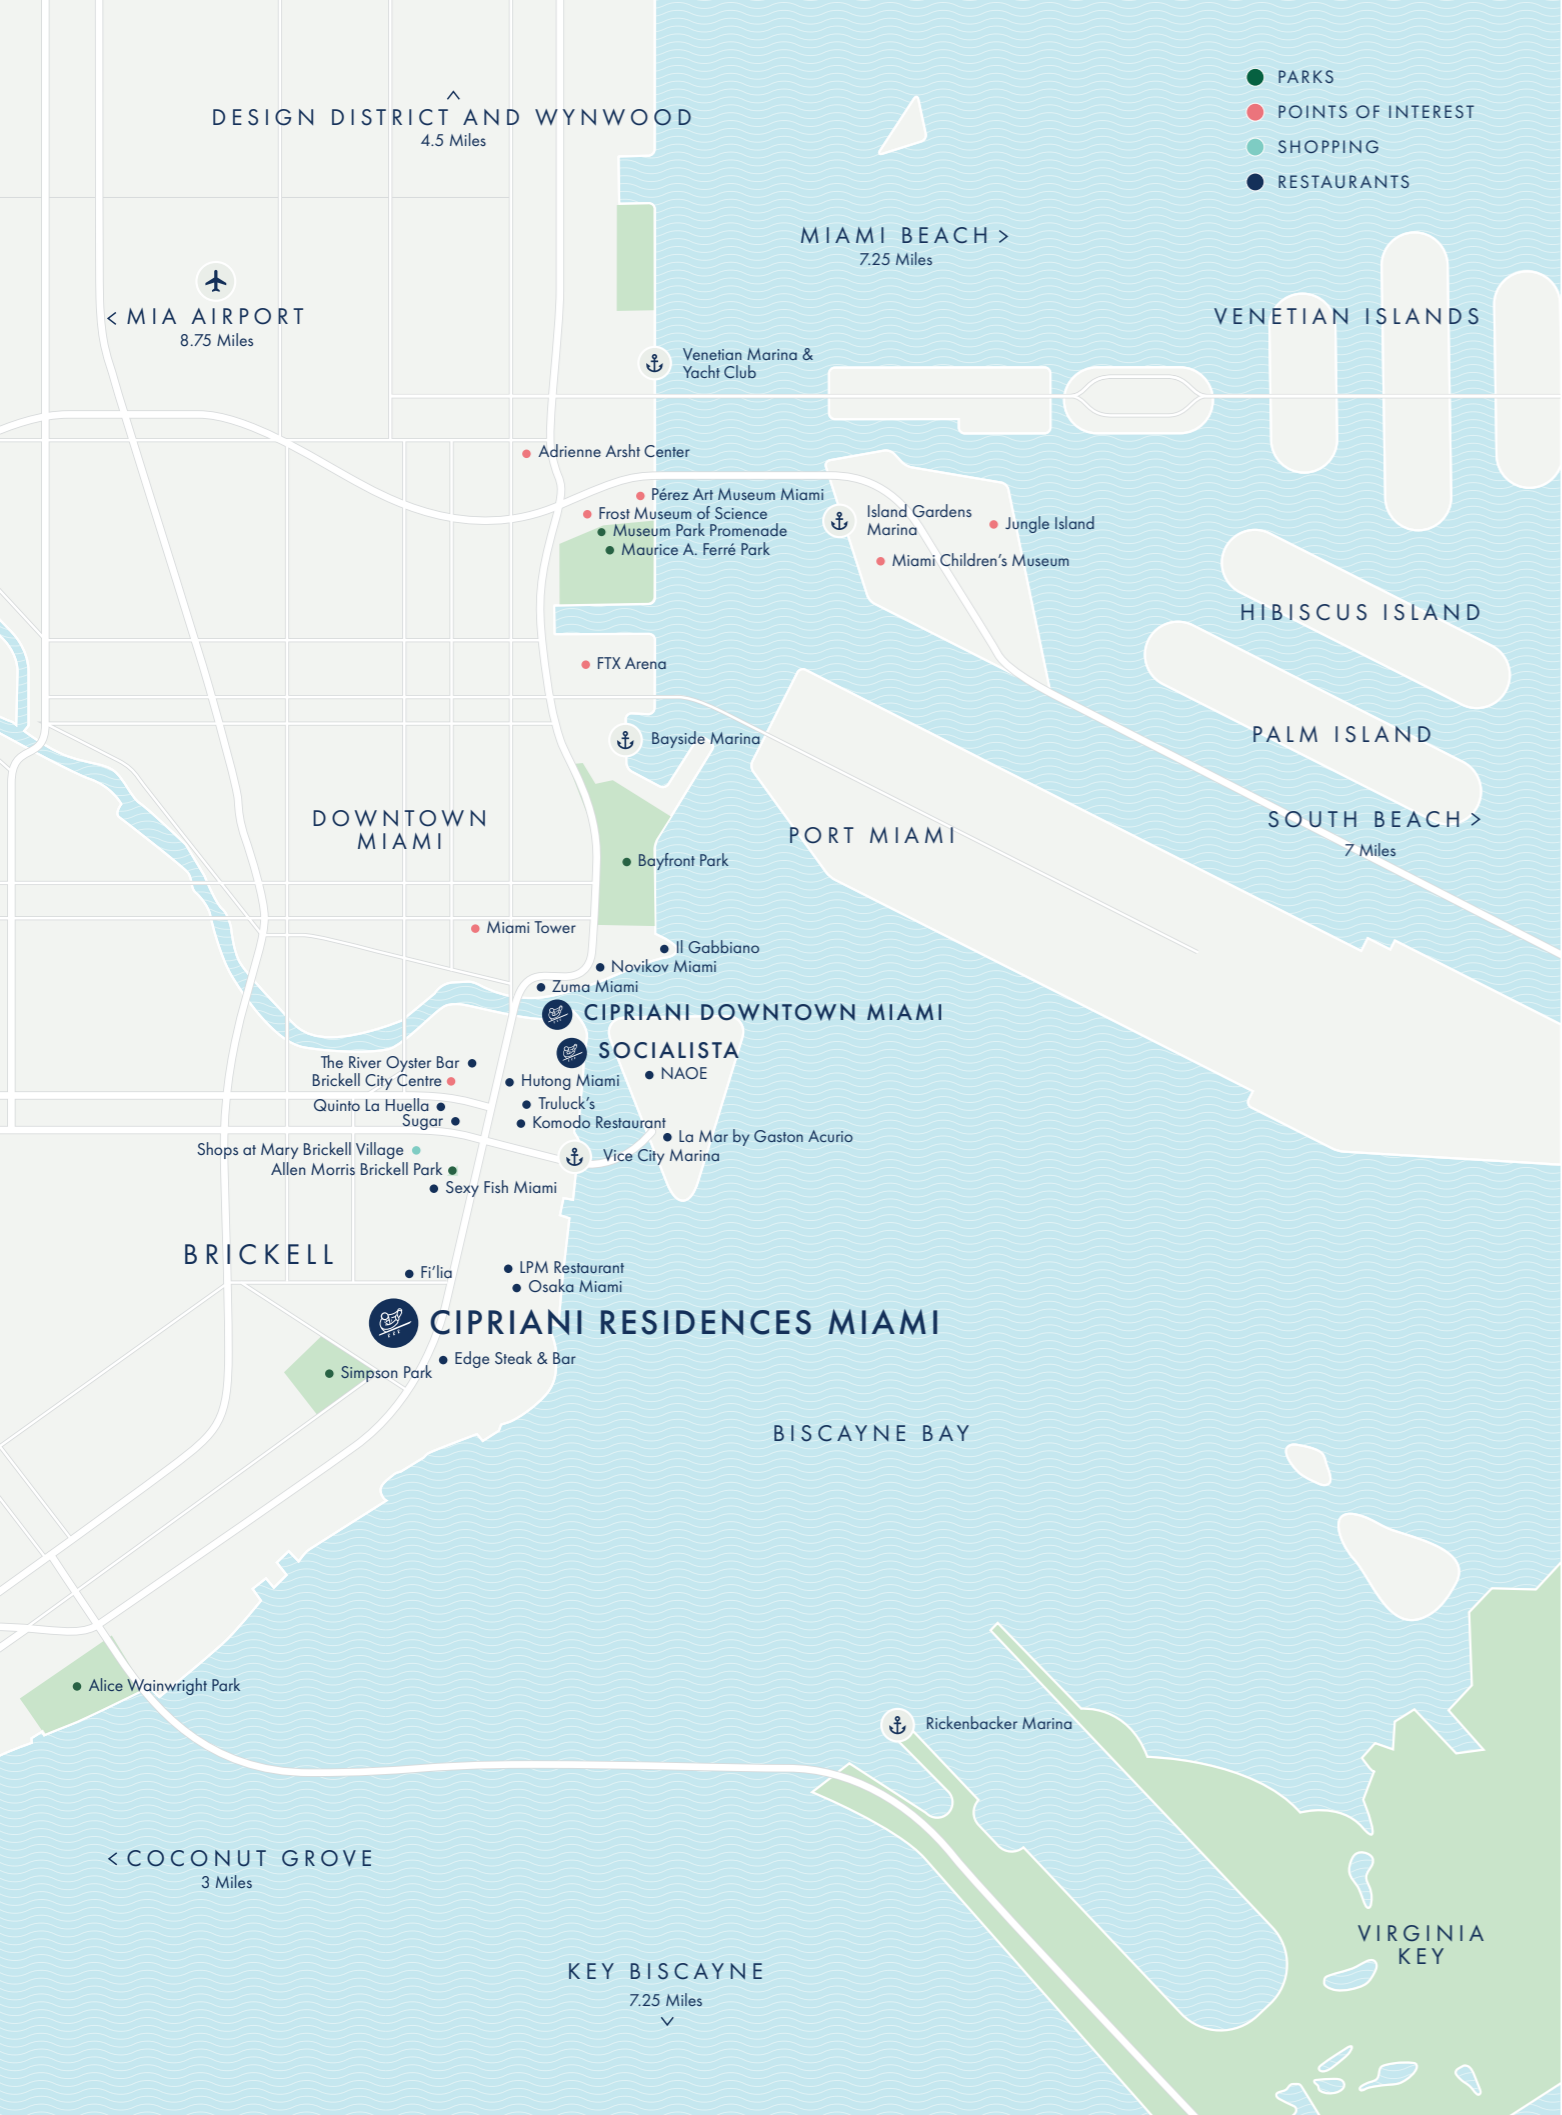 PARKS
POINTS OF INTEREST
SHOPPING
RESTAURANTS
DESIGN DISTRICT AND WYNWOOD
4.5 Miles
MIAMI BEACH >
7.25 Miles
< MIA AIRPORT
8.75 Miles
VENETIAN ISLANDS
Venetian Marina &
Yacht Club
Adrienne Arsht Center
Pérez Art Museum Miami
Frost Museum of Science
Museum Park Promenade
Maurice A. Ferré Park
Island Gardens
Marina
Jungle Island
Miami Children's Museum
HIBISCUS ISLAND
FTX Arena
Bayside Marina
PALM ISLAND
DOWNTOWN
MIAMI
PORT MIAMI
SOUTH BEACH >
7 Miles
Bayfront Park
Miami Tower
Il Gabbiano
Novikov Miami
Zuma Miami
CIPRIANI DOWNTOWN MIAMI
SOCIALISTA
The River Oyster Bar
NAOE
Brickell City Centre
Hutong Miami
Quinto La Huella
Truluck's
Sugar
Komodo Restaurant
La Mar by Gaston Acurio
Shops at Mary Brickell Village
Vice City Marina
Allen Morris Brickell Park
Sexy Fish Miami
BRICKELL
Fi'lia
LPM Restaurant
Osaka Miami
CIPRIANI RESIDENCES MIAMI
Edge Steak & Bar
Simpson Park
BISCAYNE BAY
Alice Wainwright Park
Rickenbacker Marina
< COCONUT GROVE
3 Miles
VIRGINIA
KEY
KEY BISCAYNE
7.25 Miles